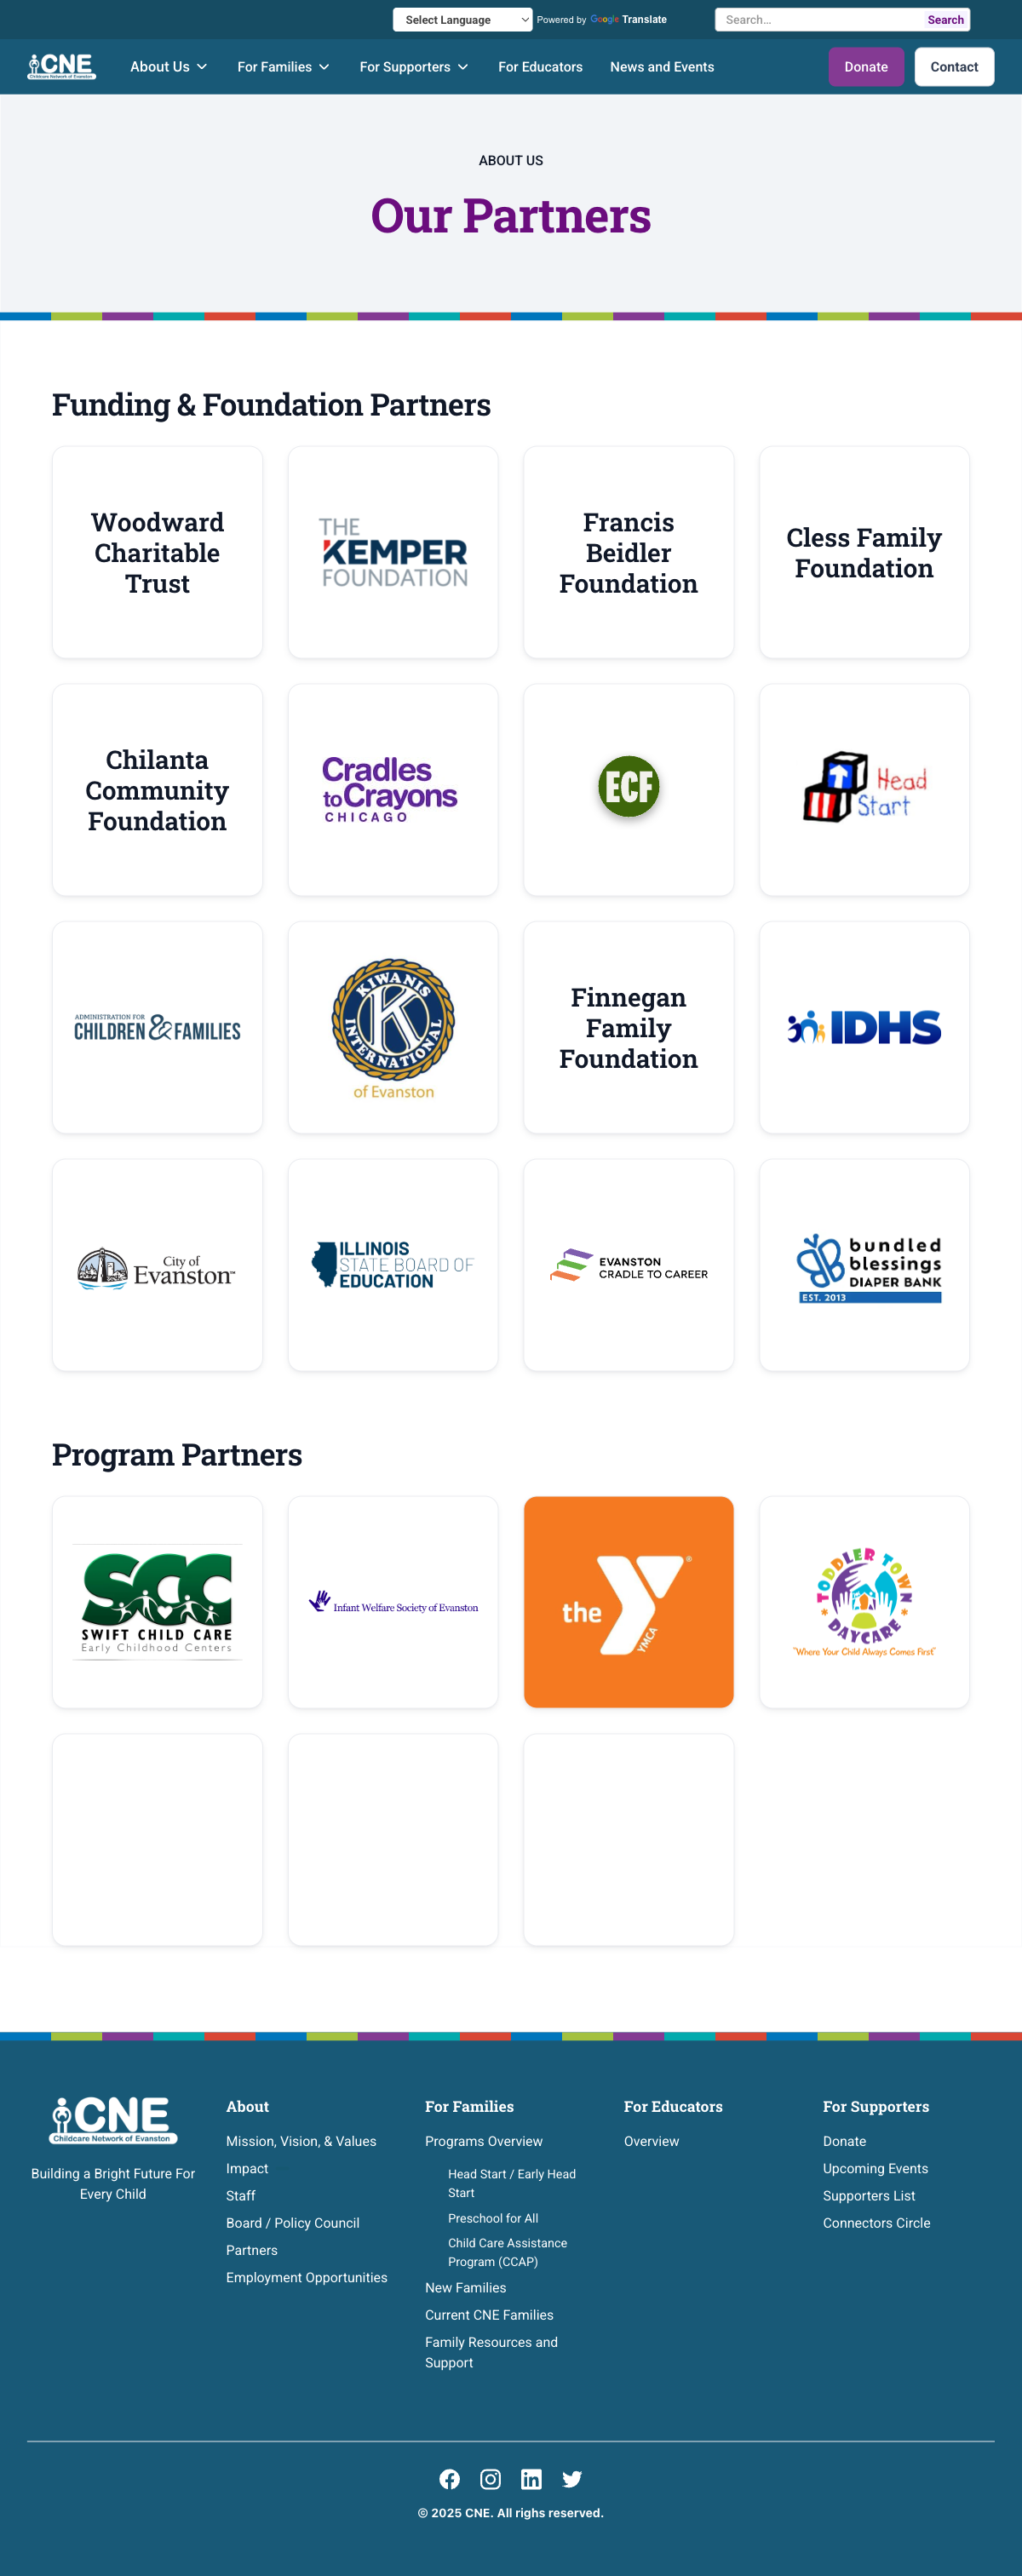 Select Language
Powered by Google Translate
Search...
Search
CNE
Childcare Network of Evanston
About Us
For Families
For Supporters
For Educators
News and Events
Donate
Contact
ABOUT US
Our Partners
Funding & Foundation Partners
Woodward
Charitable
Trust
THE
KEMPER
FOUNDATION
Francis
Beidler
Foundation
Cless Family
Foundation
Chilanta
Community
Foundation
Cradles
to Crayons
CHICAGO
ECF
Head
Start
ADMINISTRATION FOR
CHILDREN & FAMILIES
KIWANIS
K
INTERNATIONAL
of Evanston
Finnegan
Family
Foundation
IDHS
City of
Evanston™
ILLINOIS
STATE BOARD OF
EDUCATION
EVANSTON
CRADLE TO CAREER
bundled
blessings
DIAPER BANK
EST. 2013
Program Partners
SCC
SWIFT CHILD CARE
Early Childhood Centers
Infant Welfare Society of Evanston
the Y®
YMCA
TODDLER TOWN
DAYCARE
"Where Your Child Always Comes First"
CNE
Childcare Network of Evanston
Building a Bright Future For
Every Child
About
Mission, Vision, & Values
Impact
Staff
Board / Policy Council
Partners
Employment Opportunities
For Families
Programs Overview
Head Start / Early Head
Start
Preschool for All
Child Care Assistance
Program (CCAP)
New Families
Current CNE Families
Family Resources and
Support
For Educators
Overview
For Supporters
Donate
Upcoming Events
Supporters List
Connectors Circle
© 2025 CNE. All righs reserved.